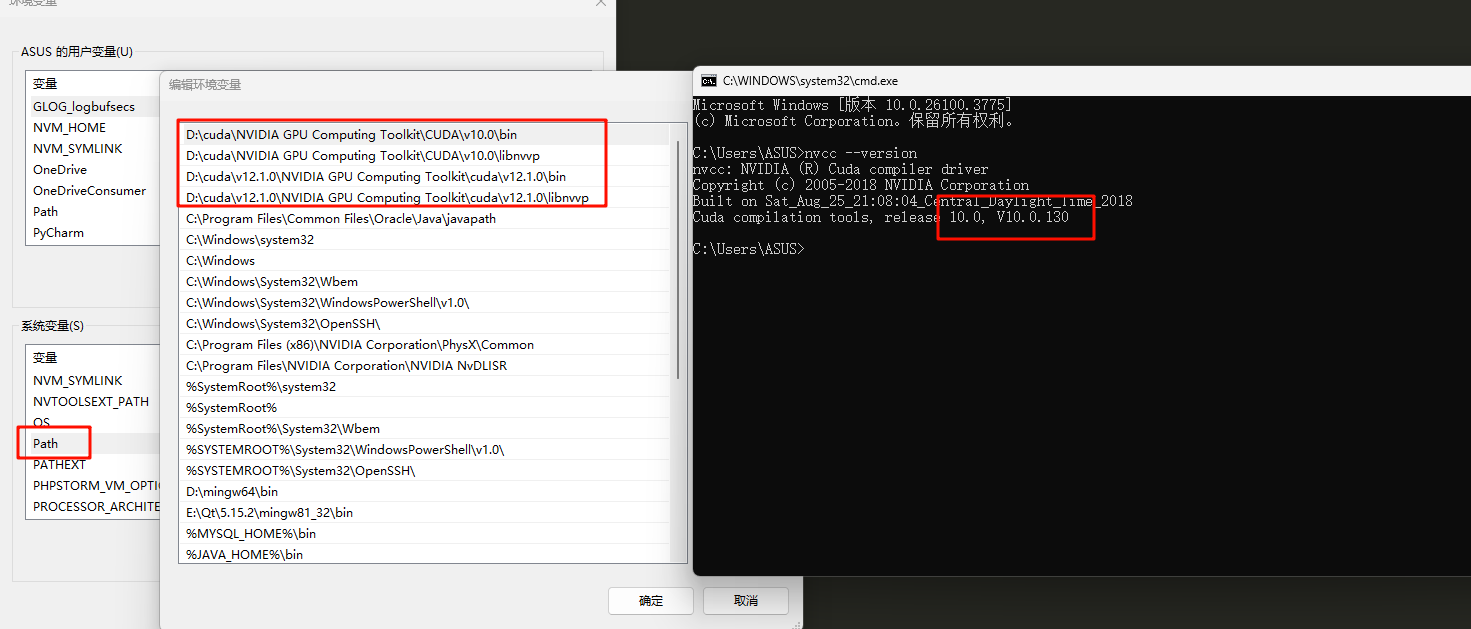 环境变量
ASUS 的用户变量(U)
变量
GLOG_logbufsecs
NVM_HOME
NVM_SYMLINK
OneDrive
OneDriveConsumer
Path
PyCharm
系统变量(S)
变量
NVM_SYMLINK
NVTOOLSEXT_PATH
OS
Path
PATHEXT
PHPSTORM_VM_OPTIO
PROCESSOR_ARCHITE
编辑环境变量
D:\cuda\NVIDIA GPU Computing Toolkit\CUDA\v10.0\bin
D:\cuda\NVIDIA GPU Computing Toolkit\CUDA\v10.0\libnvvp
D:\cuda\v12.1.0\NVIDIA GPU Computing Toolkit\cuda\v12.1.0\bin
D:\cuda\v12.1.0\NVIDIA GPU Computing Toolkit\cuda\v12.1.0\libnvvp
C:\Program Files\Common Files\Oracle\Java\javapath
C:\Windows\system32
C:\Windows
C:\Windows\System32\Wbem
C:\Windows\System32\WindowsPowerShell\v1.0\
C:\Windows\System32\OpenSSH\
C:\Program Files (x86)\NVIDIA Corporation\PhysX\Common
C:\Program Files\NVIDIA Corporation\NVIDIA NvDLISR
%SystemRoot%\system32
%SystemRoot%
%SystemRoot%\System32\Wbem
%SYSTEMROOT%\System32\WindowsPowerShell\v1.0\
%SYSTEMROOT%\System32\OpenSSH\
D:\mingw64\bin
E:\Qt\5.15.2\mingw81_32\bin
%MYSQL_HOME%\bin
%JAVA_HOME%\bin
确定
取消
C:\WINDOWS\system32\cmd.exe
Microsoft Windows [版本 10.0.26100.3775]
(c) Microsoft Corporation。保留所有权利。
C:\Users\ASUS>nvcc --version
nvcc: NVIDIA (R) Cuda compiler driver
Copyright (c) 2005-2018 NVIDIA Corporation
Built on Sat_Aug_25_21:08:04_Central_Daylight_Time_2018
Cuda compilation tools, release 10.0, V10.0.130
C:\Users\ASUS>